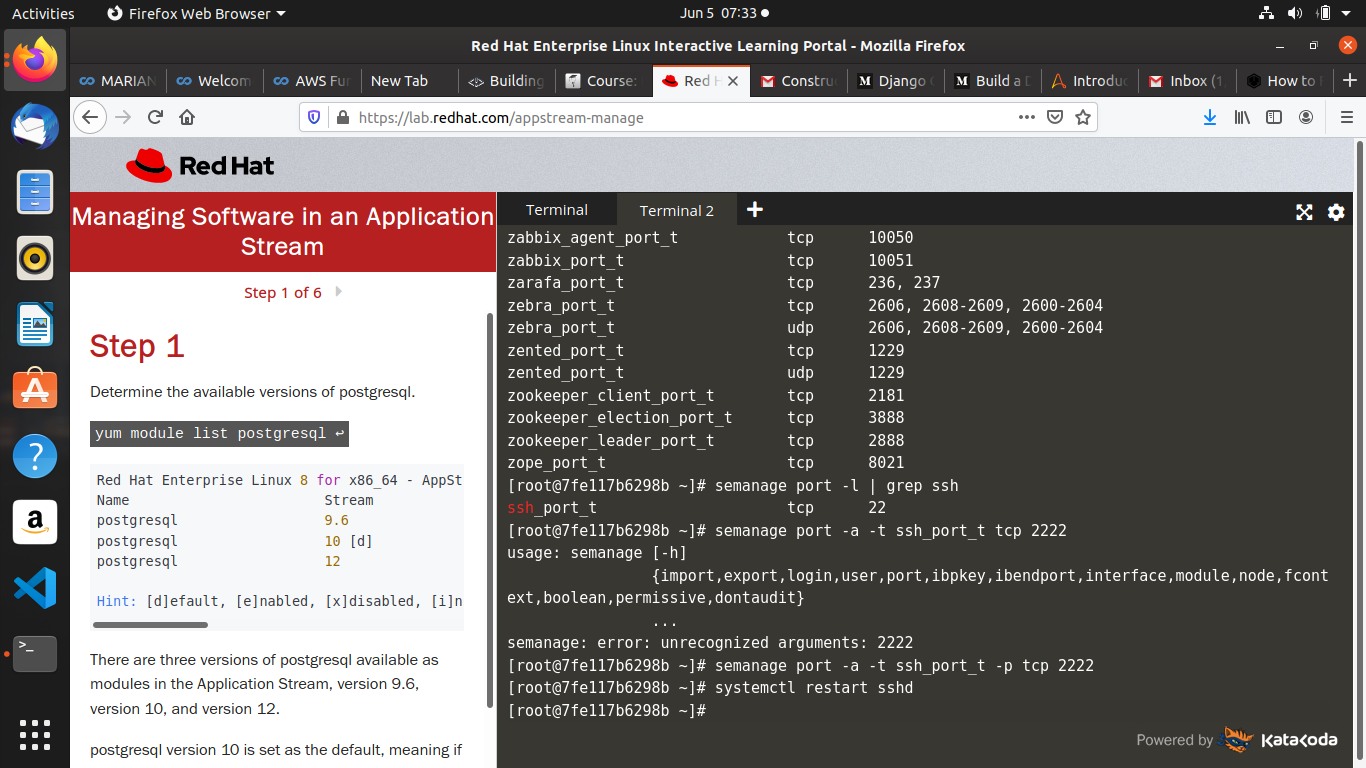 Activities
Firefox Web Browser
Jun 5 07:33
Red Hat Enterprise Linux Interactive Learning Portal - Mozilla Firefox
MARIAN
Welcom
AWS Fu
New Tab
Building
Course:
Red H
Constru
Django
Build a D
Introdu
Inbox (1,
How to
https://lab.redhat.com/appstream-manage
Red Hat
Managing Software in an Application
Stream
Step 1 of 6
Step 1
Determine the available versions of postgresql.
yum module list postgresql ↩
Red Hat Enterprise Linux 8 for x86_64 - AppSt
Name Stream
postgresql 9.6
postgresql 10 [d]
postgresql 12
Hint: [d]efault, [e]nabled, [x]disabled, [i]n
There are three versions of postgresql available as
modules in the Application Stream, version 9.6,
version 10, and version 12.
postgresql version 10 is set as the default, meaning if
Terminal
Terminal 2
zabbix_agent_port_t tcp 10050
zabbix_port_t tcp 10051
zarafa_port_t tcp 236, 237
zebra_port_t tcp 2606, 2608-2609, 2600-2604
zebra_port_t udp 2606, 2608-2609, 2600-2604
zented_port_t tcp 1229
zented_port_t udp 1229
zookeeper_client_port_t tcp 2181
zookeeper_election_port_t tcp 3888
zookeeper_leader_port_t tcp 2888
zope_port_t tcp 8021
[root@7fe117b6298b ~]# semanage port -l | grep ssh
ssh_port_t tcp 22
[root@7fe117b6298b ~]# semanage port -a -t ssh_port_t tcp 2222
usage: semanage [-h]
{import,export,login,user,port,ibpkey,ibendport,interface,module,node,fcont
ext,boolean,permissive,dontaudit}
...
semanage: error: unrecognized arguments: 2222
[root@7fe117b6298b ~]# semanage port -a -t ssh_port_t -p tcp 2222
[root@7fe117b6298b ~]# systemctl restart sshd
[root@7fe117b6298b ~]#
Powered by Katacoda